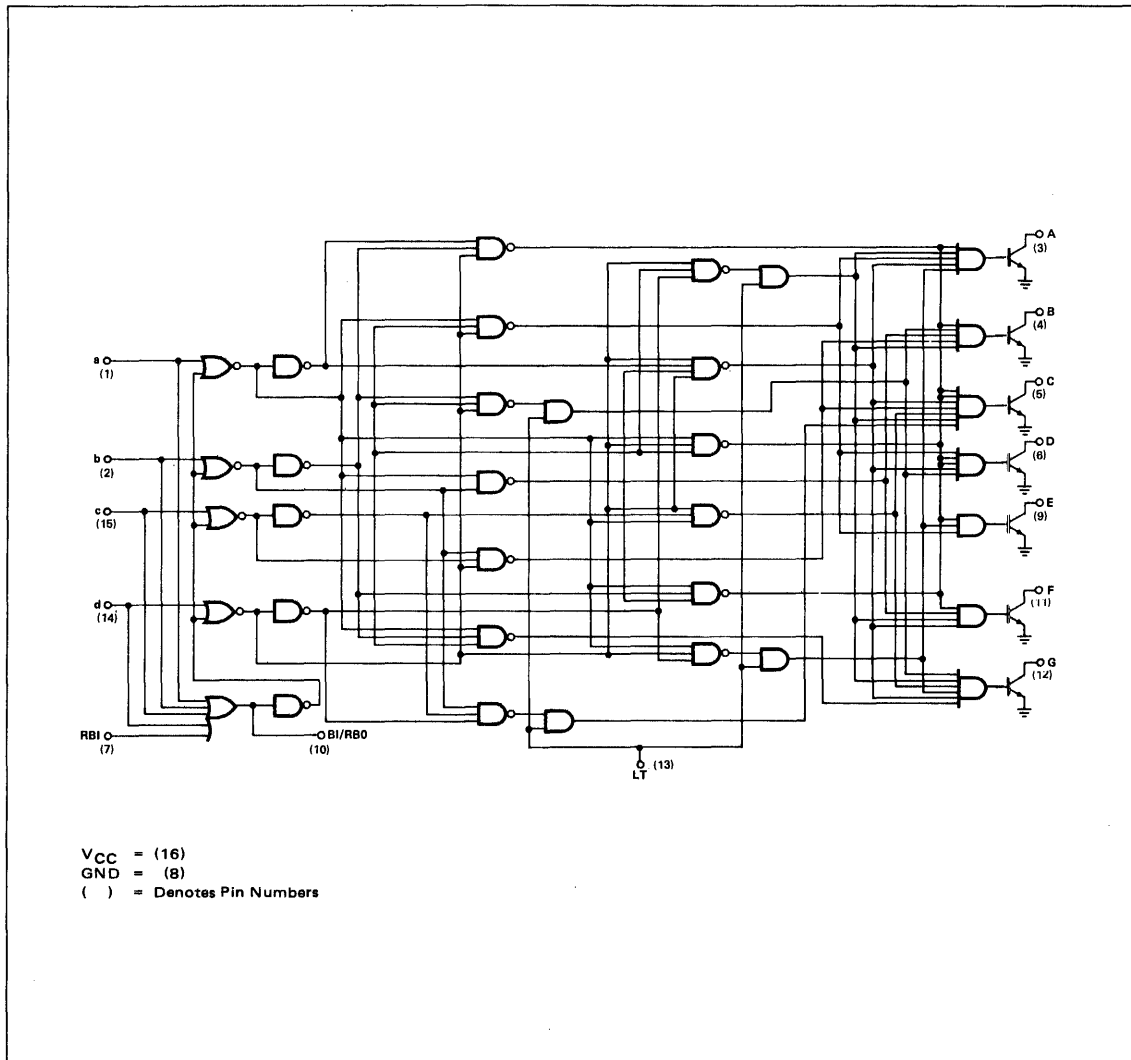 A
(3)
B
(4)
a
(1)
C
(5)
D
(6)
b
(2)
c
(15)
E
(9)
d
(14)
F
(11)
G
(12)
RBI
(7)
BI/RB0
(10)
LT (13)
VCC = (16)
GND = (8)
( ) = Denotes Pin Numbers